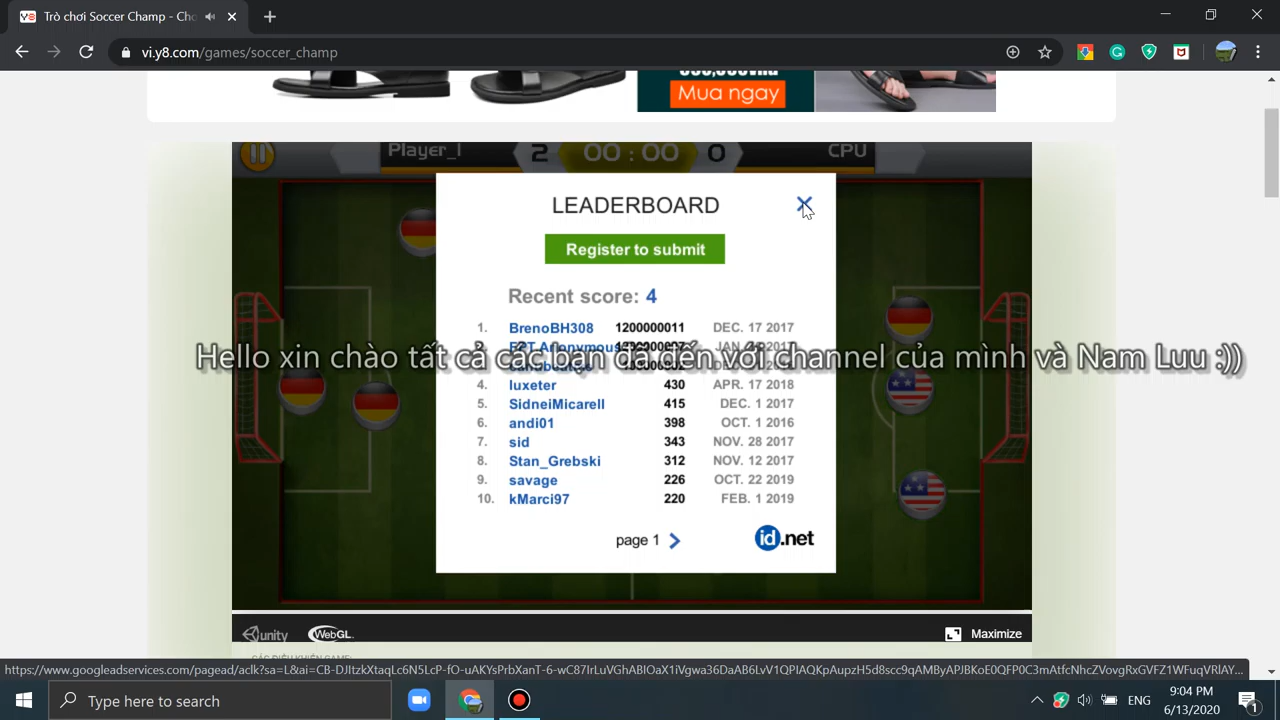 Trò chơi Soccer Champ - Cho
vi.y8.com/games/soccer_champ
Mua ngay
Player_1 2 00:00 0 CPU
LEADERBOARD
Register to submit
Recent score: 4
1. BrenoBH308 1200000011 DEC. 17 2017
2.
Hello xin chào tất cả các bạn đã đến với channel của mình và Nam Luu :))
4. luxeter 430 APR. 17 2018
5. SidneiMicarell 415 DEC. 1 2017
6. andi01 398 OCT. 1 2016
7. sid 343 NOV. 28 2017
8. Stan_Grebski 312 NOV. 12 2017
9. savage 226 OCT. 22 2019
10. kMarci97 220 FEB. 1 2019
page 1
id.net
unity WebGL Maximize
Type here to search
ENG
9:04 PM
6/13/2020